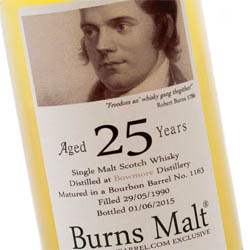 "Freedom an' whisky gang thegither!"
Robert Burns 1786
Aged 25 Years
Single Malt Scotch Whisky
Distilled at Bowmore Distillery
Matured in a Bourbon Barrel No. 1163
Filled 29/05/1990
Bottled 01/06/2015
Burns Malt®
BARREL.COM EXCLUSIVE